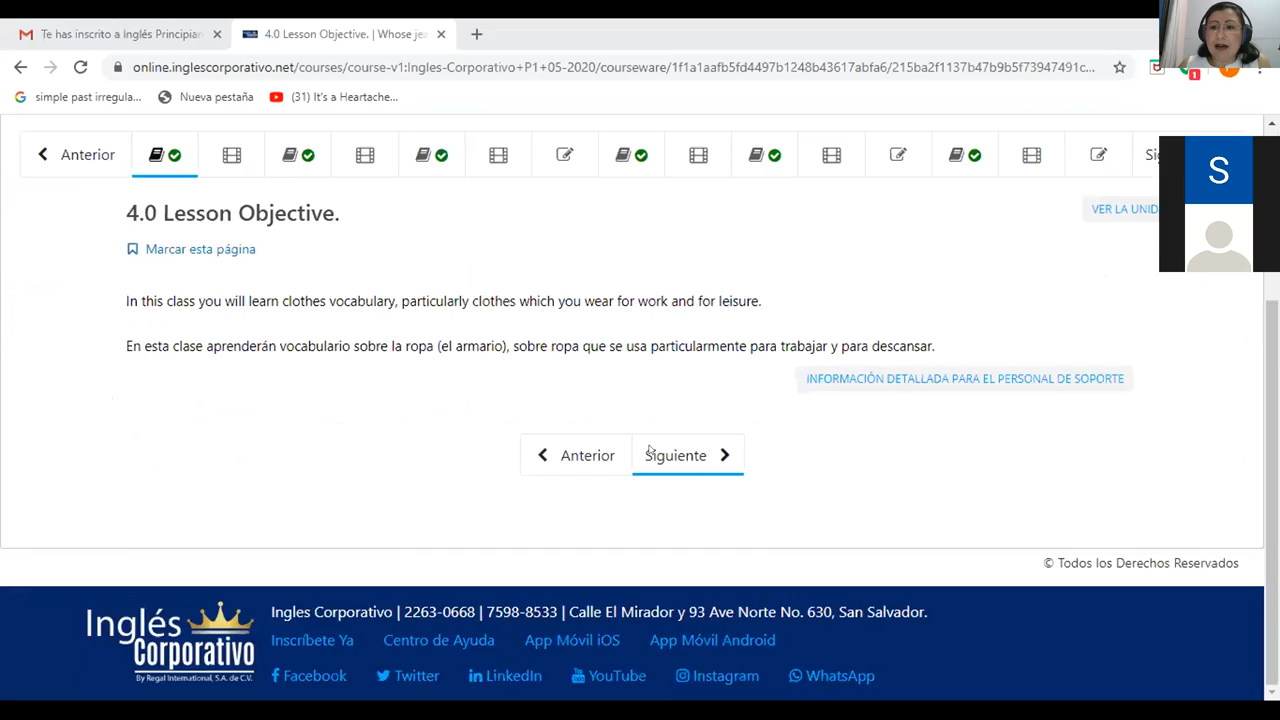 Te has inscrito a Inglés Principian
4.0 Lesson Objective. | Whose je
online.inglescorporativo.net/courses/course-v1:Ingles-Corporativo+P1+05-2020/courseware/1f1a1aafb5fd4497b1248b43617abfa6/215ba2f1137b47b9b5f73947491c...
1
simple past irregula...
Nueva pestaña
(31) It's a Heartache...
Anterior
S
4.0 Lesson Objective.
VER LA UNID
Marcar esta página
In this class you will learn clothes vocabulary, particularly clothes which you wear for work and for leisure.
En esta clase aprenderán vocabulario sobre la ropa (el armario), sobre ropa que se usa particularmente para trabajar y para descansar.
INFORMACIÓN DETALLADA PARA EL PERSONAL DE SOPORTE
Anterior
Siguiente
© Todos los Derechos Reservados
Inglés Corporativo
By Regal International, S.A. de C.V.
Ingles Corporativo | 2263-0668 | 7598-8533 | Calle El Mirador y 93 Ave Norte No. 630, San Salvador.
Inscríbete Ya
Centro de Ayuda
App Móvil iOS
App Móvil Android
Facebook
Twitter
LinkedIn
YouTube
Instagram
WhatsApp